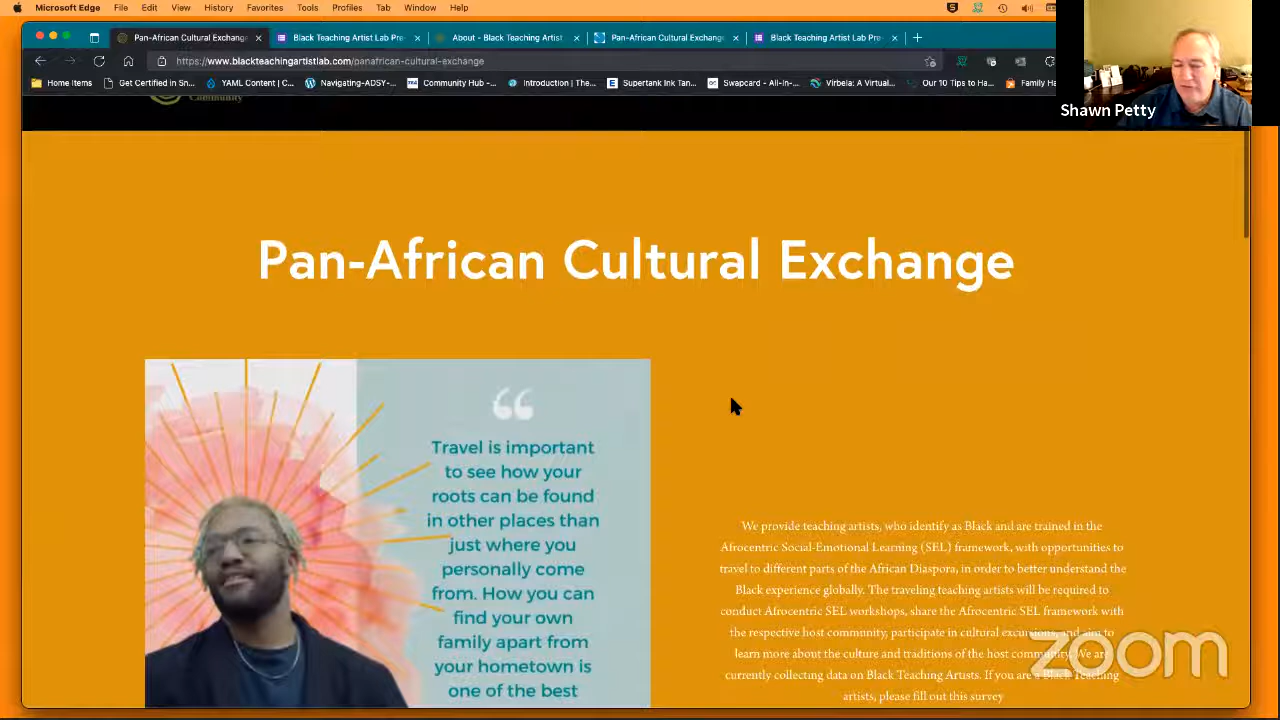 Microsoft Edge File Edit View History Favorites Tools Profiles Tab Window Help
Pan-African Cultural Exchange
Black Teaching Artist Lab Pre
About - Black Teaching Artist
Pan-African Cultural Exchange
Black Teaching Artist Lab Pre
https://www.blackteachingartistlab.com/panafrican-cultural-exchange
Home Items
Get Certified in Sn...
YAML Content | C...
Navigating-ADSY-...
Community Hub -...
Introduction | The...
Supertank Ink Tan...
Swapcard - All-in-...
Virbela: A Virtual...
Our 10 Tips to Ha...
Family Ha
Shawn Petty
Community
Pan-African Cultural Exchange
“
Travel is important
to see how your
roots can be found
in other places than
just where you
personally come
from. How you can
find your own
family apart from
your hometown is
one of the best
We provide teaching artists, who identify as Black and are trained in the
Afrocentric Social-Emotional Learning (SEL) framework, with opportunities to
travel to different parts of the African Diaspora, in order to better understand the
Black experience globally. The traveling teaching artists will be required to
conduct Afrocentric SEL workshops, share the Afrocentric SEL framework with
the respective host community, participate in cultural excursions, and aim to
learn more about the culture and traditions of the host community. We are
currently collecting data on Black Teaching Artists. If you are a Black Teaching
artists, please fill out this survey
zoom